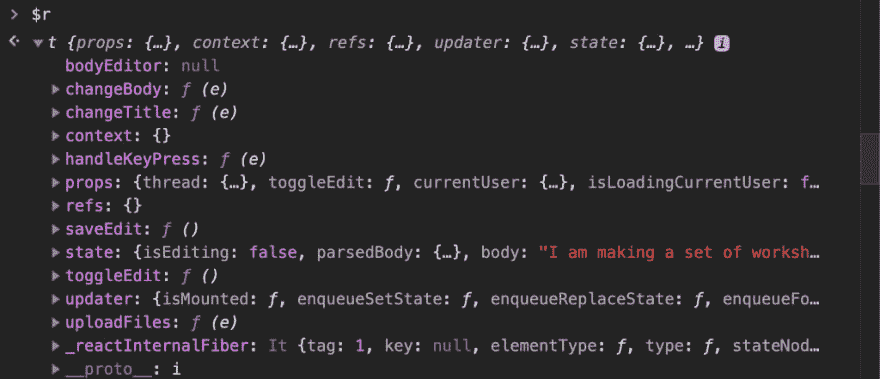 > $r
t {props: {…}, context: {…}, refs: {…}, updater: {…}, state: {…}, …} i
bodyEditor: null
changeBody: ƒ (e)
changeTitle: ƒ (e)
context: {}
handleKeyPress: ƒ (e)
props: {thread: {…}, toggleEdit: ƒ, currentUser: {…}, isLoadingCurrentUser: f…
refs: {}
saveEdit: ƒ ()
state: {isEditing: false, parsedBody: {…}, body: "I am making a set of worksh…
toggleEdit: ƒ ()
updater: {isMounted: ƒ, enqueueSetState: ƒ, enqueueReplaceState: ƒ, enqueueFo…
uploadFiles: ƒ (e)
_reactInternalFiber: It {tag: 1, key: null, elementType: ƒ, type: ƒ, stateNod…
__proto__: i